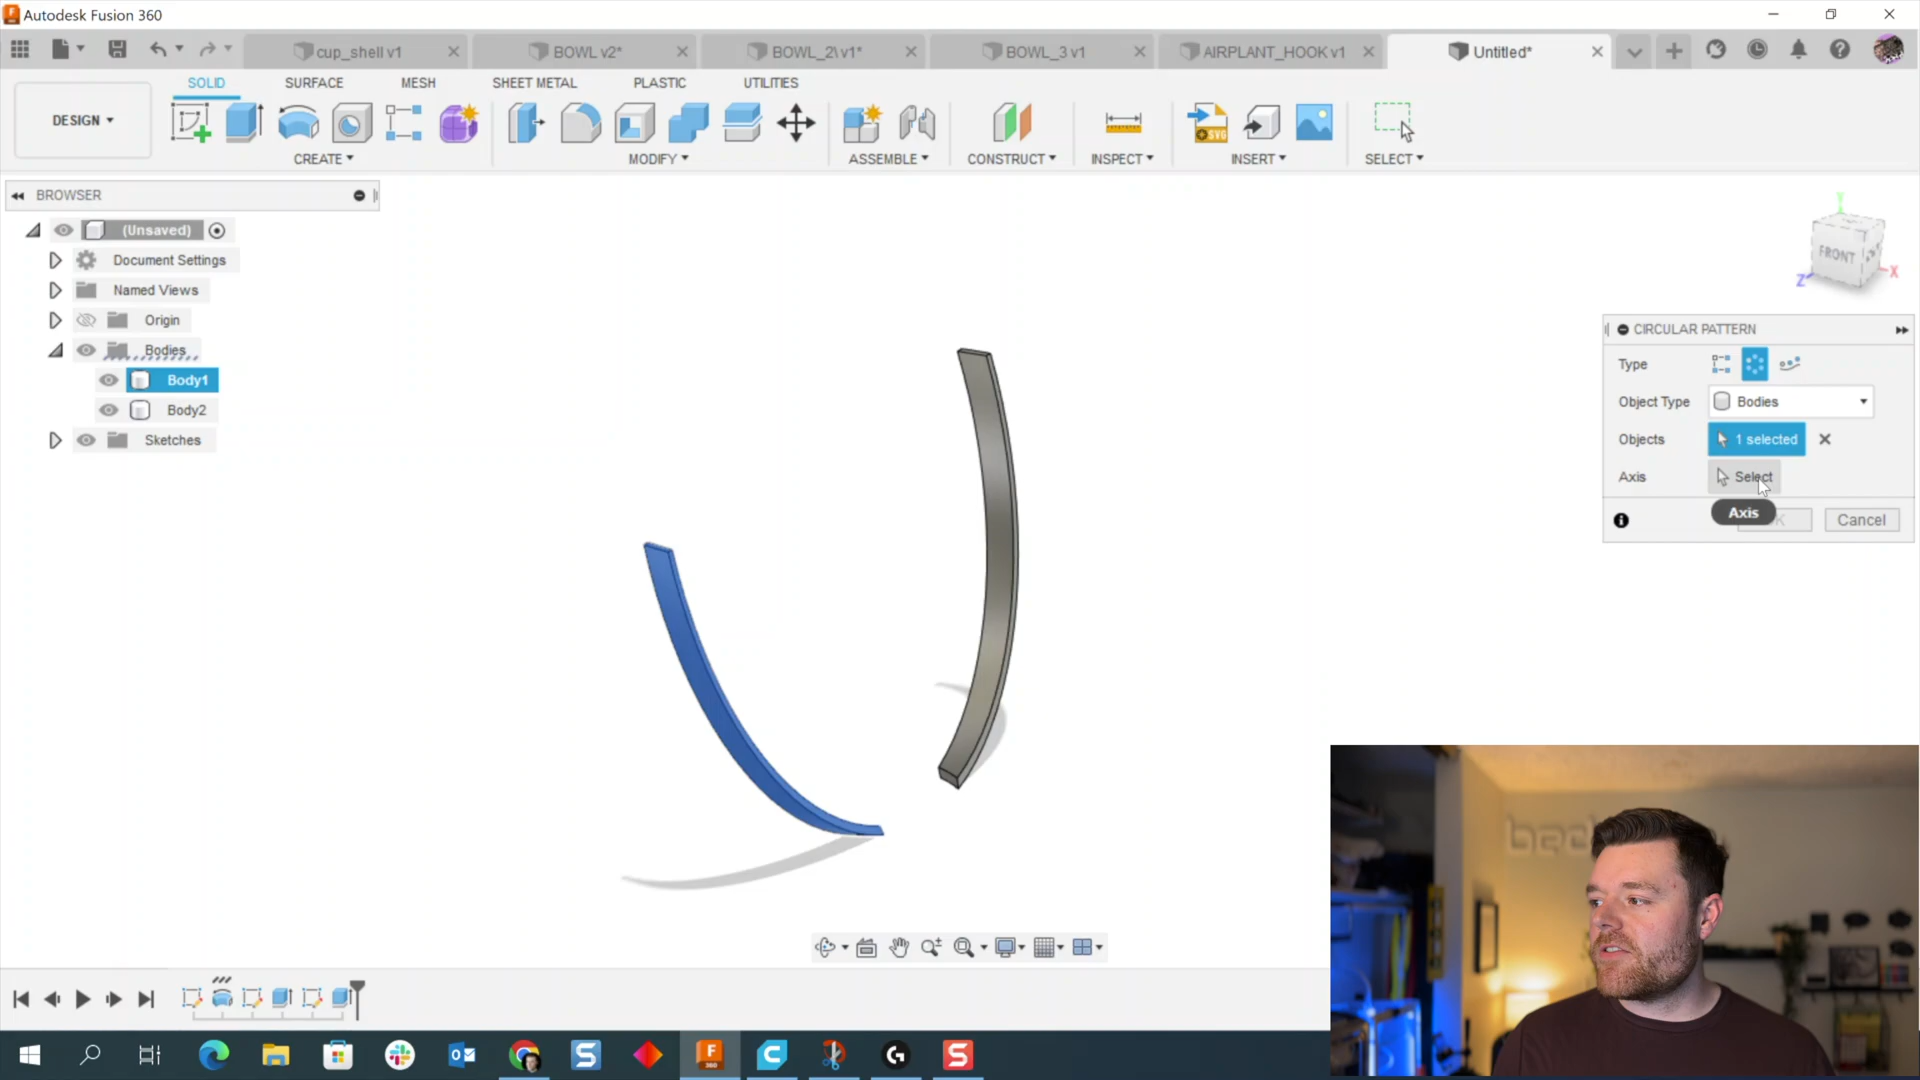 Autodesk Fusion 360
cup_shell v1
BOWL v2*
BOWL_2\ v1*
BOWL_3 v1
AIRPLANT_HOOK v1
Untitled*
SOLID
SURFACE
MESH
SHEET METAL
PLASTIC
UTILITIES
DESIGN
CREATE
MODIFY
ASSEMBLE
CONSTRUCT
INSPECT
INSERT
SELECT
SVG
BROWSER
(Unsaved)
Document Settings
Named Views
Origin
Bodies
Body1
Body2
Sketches
Y
FRONT
Z
X
CIRCULAR PATTERN
Type
Object Type
Bodies
Objects
1 selected
Axis
Select
Axis
Cancel
F
360